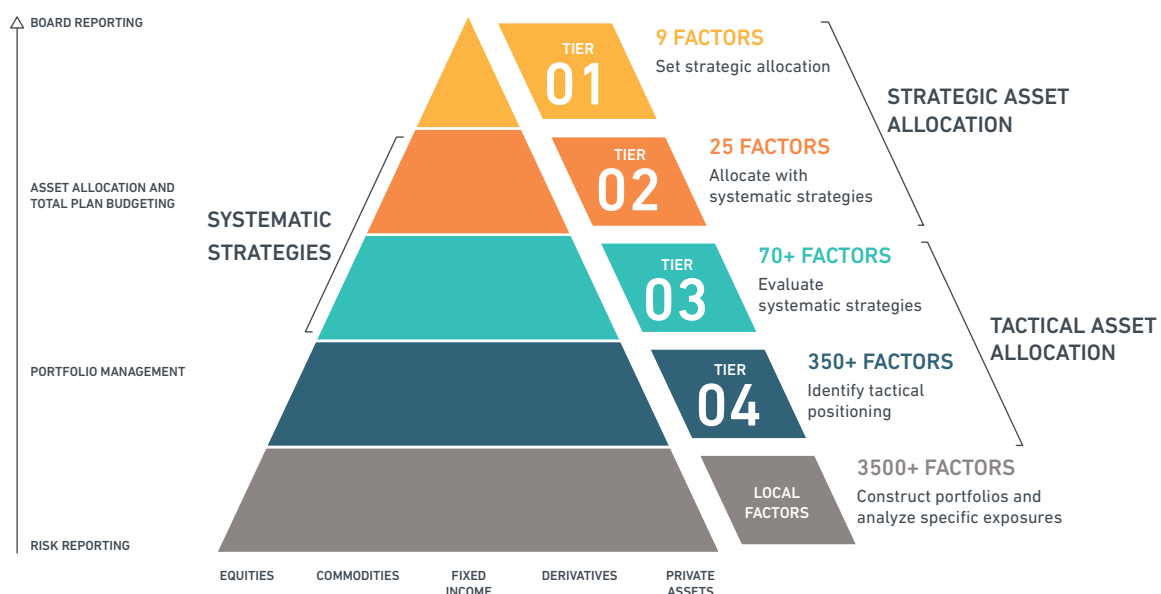 BOARD REPORTING
ASSET ALLOCATION AND
TOTAL PLAN BUDGETING
PORTFOLIO MANAGEMENT
RISK REPORTING
SYSTEMATIC
STRATEGIES
TIER
01
9 FACTORS
Set strategic allocation
TIER
02
25 FACTORS
Allocate with
systematic strategies
TIER
03
70+ FACTORS
Evaluate
systematic strategies
TIER
04
350+ FACTORS
Identify tactical
positioning
LOCAL
FACTORS
3500+ FACTORS
Construct portfolios and
analyze specific exposures
STRATEGIC ASSET
ALLOCATION
TACTICAL ASSET
ALLOCATION
EQUITIES
COMMODITIES
FIXED
INCOME
DERIVATIVES
PRIVATE
ASSETS